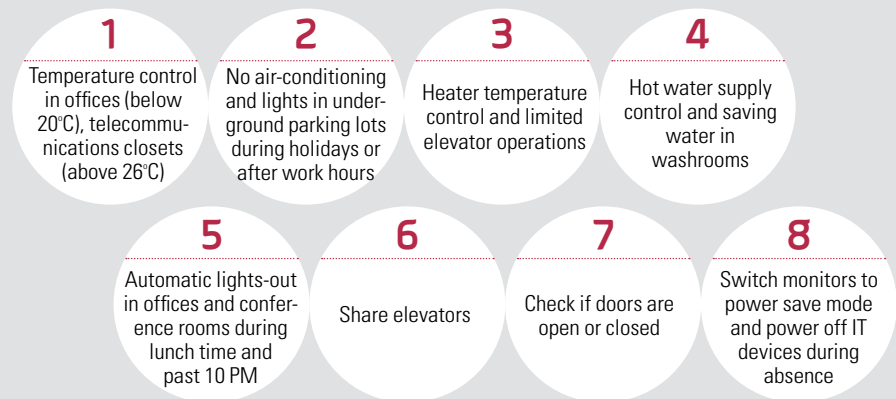 1
Temperature control
in offices (below
20°C), telecommu-
nications closets
(above 26°C)
2
No air-conditioning
and lights in under-
ground parking lots
during holidays or
after work hours
3
Heater temperature
control and limited
elevator operations
4
Hot water supply
control and saving
water in
washrooms
5
Automatic lights-out
in offices and confer-
ence rooms during
lunch time and
past 10 PM
6
Share elevators
7
Check if doors are
open or closed
8
Switch monitors to
power save mode
and power off IT
devices during
absence